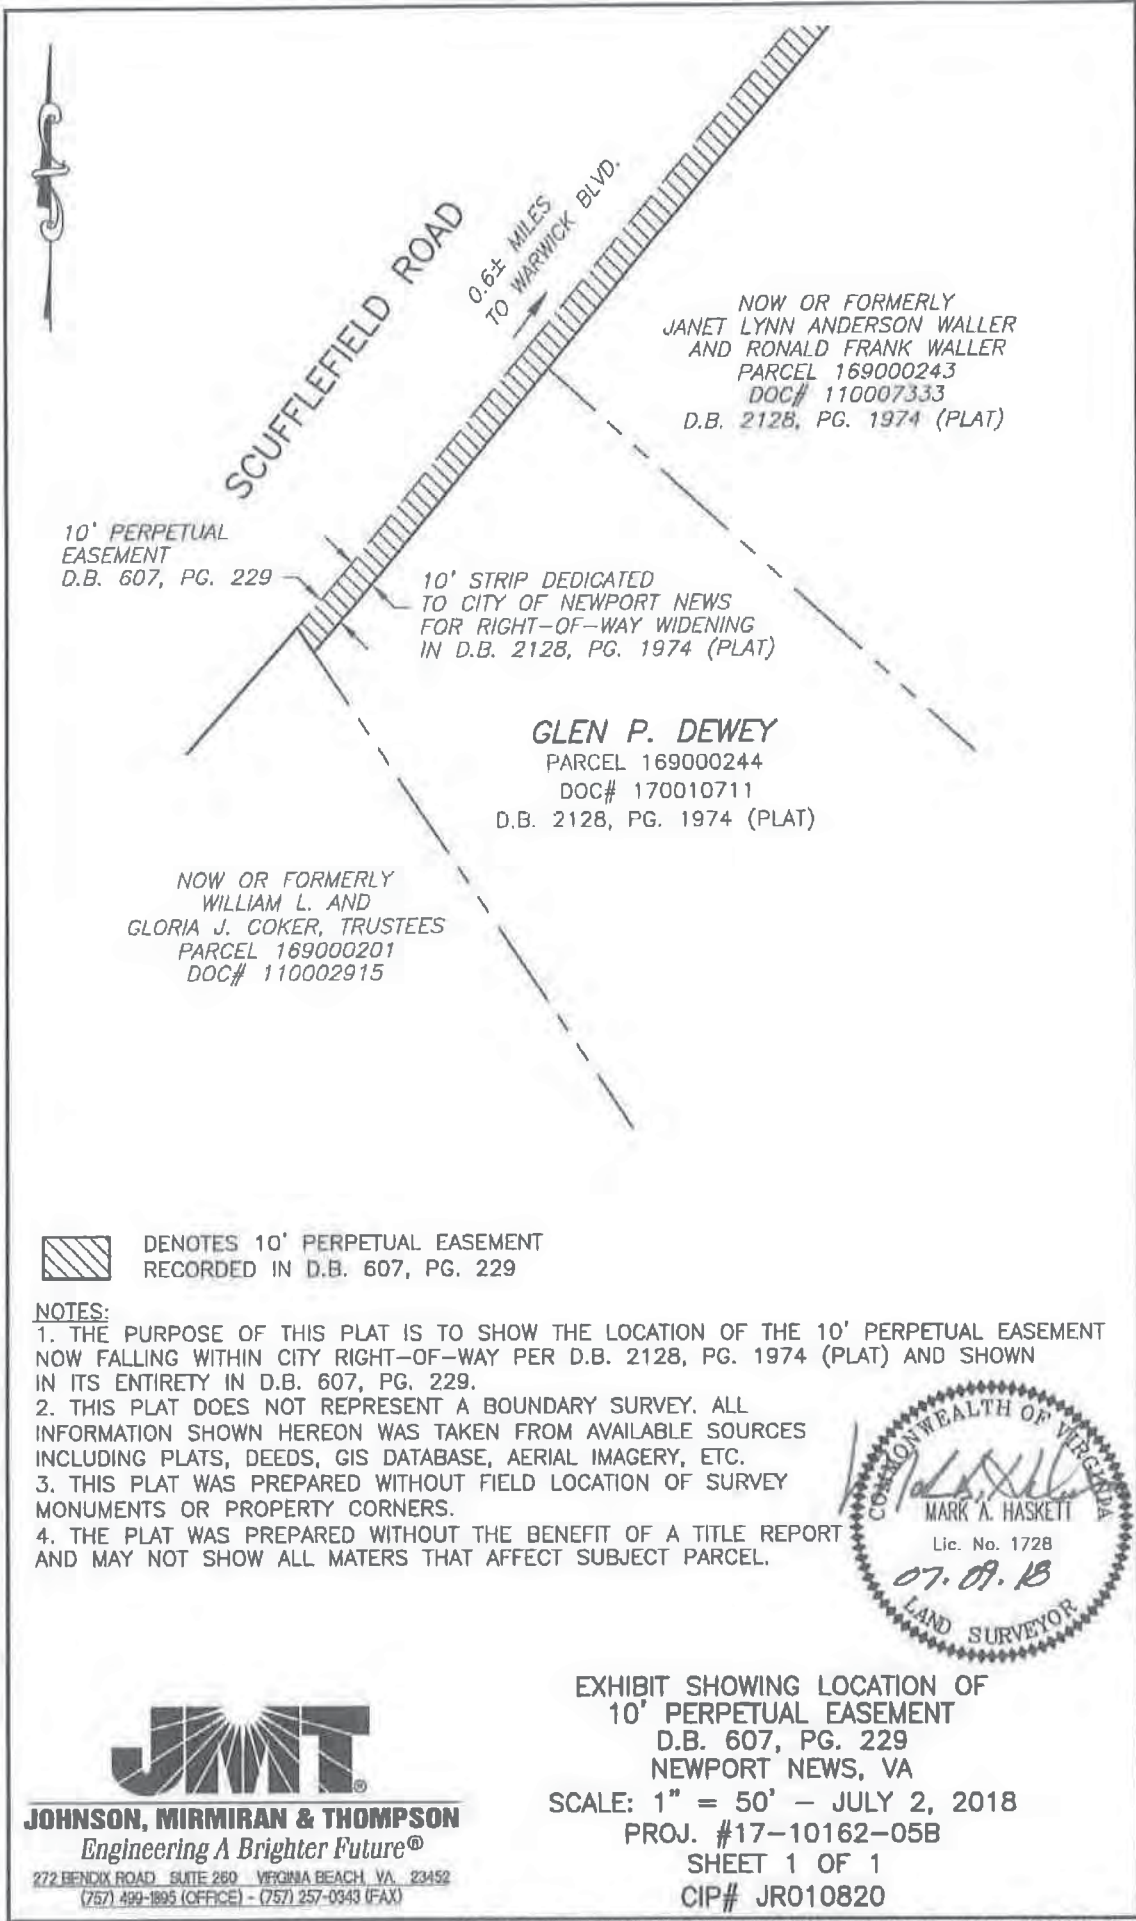 SCUFFLEFIELD ROAD
0.6± MILES
TO WARWICK BLVD.
NOW OR FORMERLY
JANET LYNN ANDERSON WALLER
AND RONALD FRANK WALLER
PARCEL 169000243
DOC# 110007333
D.B. 2128, PG. 1974 (PLAT)
10' PERPETUAL
EASEMENT
D.B. 607, PG. 229
10' STRIP DEDICATED
TO CITY OF NEWPORT NEWS
FOR RIGHT-OF-WAY WIDENING
IN D.B. 2128, PG. 1974 (PLAT)
GLEN P. DEWEY
PARCEL 169000244
DOC# 170010711
D.B. 2128, PG. 1974 (PLAT)
NOW OR FORMERLY
WILLIAM L. AND
GLORIA J. COKER, TRUSTEES
PARCEL 169000201
DOC# 110002915
DENOTES 10' PERPETUAL EASEMENT
RECORDED IN D.B. 607, PG. 229
NOTES:
1. THE PURPOSE OF THIS PLAT IS TO SHOW THE LOCATION OF THE 10' PERPETUAL EASEMENT
NOW FALLING WITHIN CITY RIGHT-OF-WAY PER D.B. 2128, PG. 1974 (PLAT) AND SHOWN
IN ITS ENTIRETY IN D.B. 607, PG. 229.
2. THIS PLAT DOES NOT REPRESENT A BOUNDARY SURVEY. ALL
INFORMATION SHOWN HEREON WAS TAKEN FROM AVAILABLE SOURCES
INCLUDING PLATS, DEEDS, GIS DATABASE, AERIAL IMAGERY, ETC.
3. THIS PLAT WAS PREPARED WITHOUT FIELD LOCATION OF SURVEY
MONUMENTS OR PROPERTY CORNERS.
4. THE PLAT WAS PREPARED WITHOUT THE BENEFIT OF A TITLE REPORT
AND MAY NOT SHOW ALL MATERS THAT AFFECT SUBJECT PARCEL.
COMMONWEALTH OF VIRGINIA
MARK A. HASKETT
Lic. No. 1728
07.09.18
LAND SURVEYOR
JMT®
JOHNSON, MIRMIRAN & THOMPSON
Engineering A Brighter Future®
272 BENDIX ROAD SUITE 260 VIRGINIA BEACH, VA 23452
(757) 499-1895 (OFFICE) - (757) 257-0343 (FAX)
EXHIBIT SHOWING LOCATION OF
10' PERPETUAL EASEMENT
D.B. 607, PG. 229
NEWPORT NEWS, VA
SCALE: 1" = 50' - JULY 2, 2018
PROJ. #17-10162-05B
SHEET 1 OF 1
CIP# JR010820